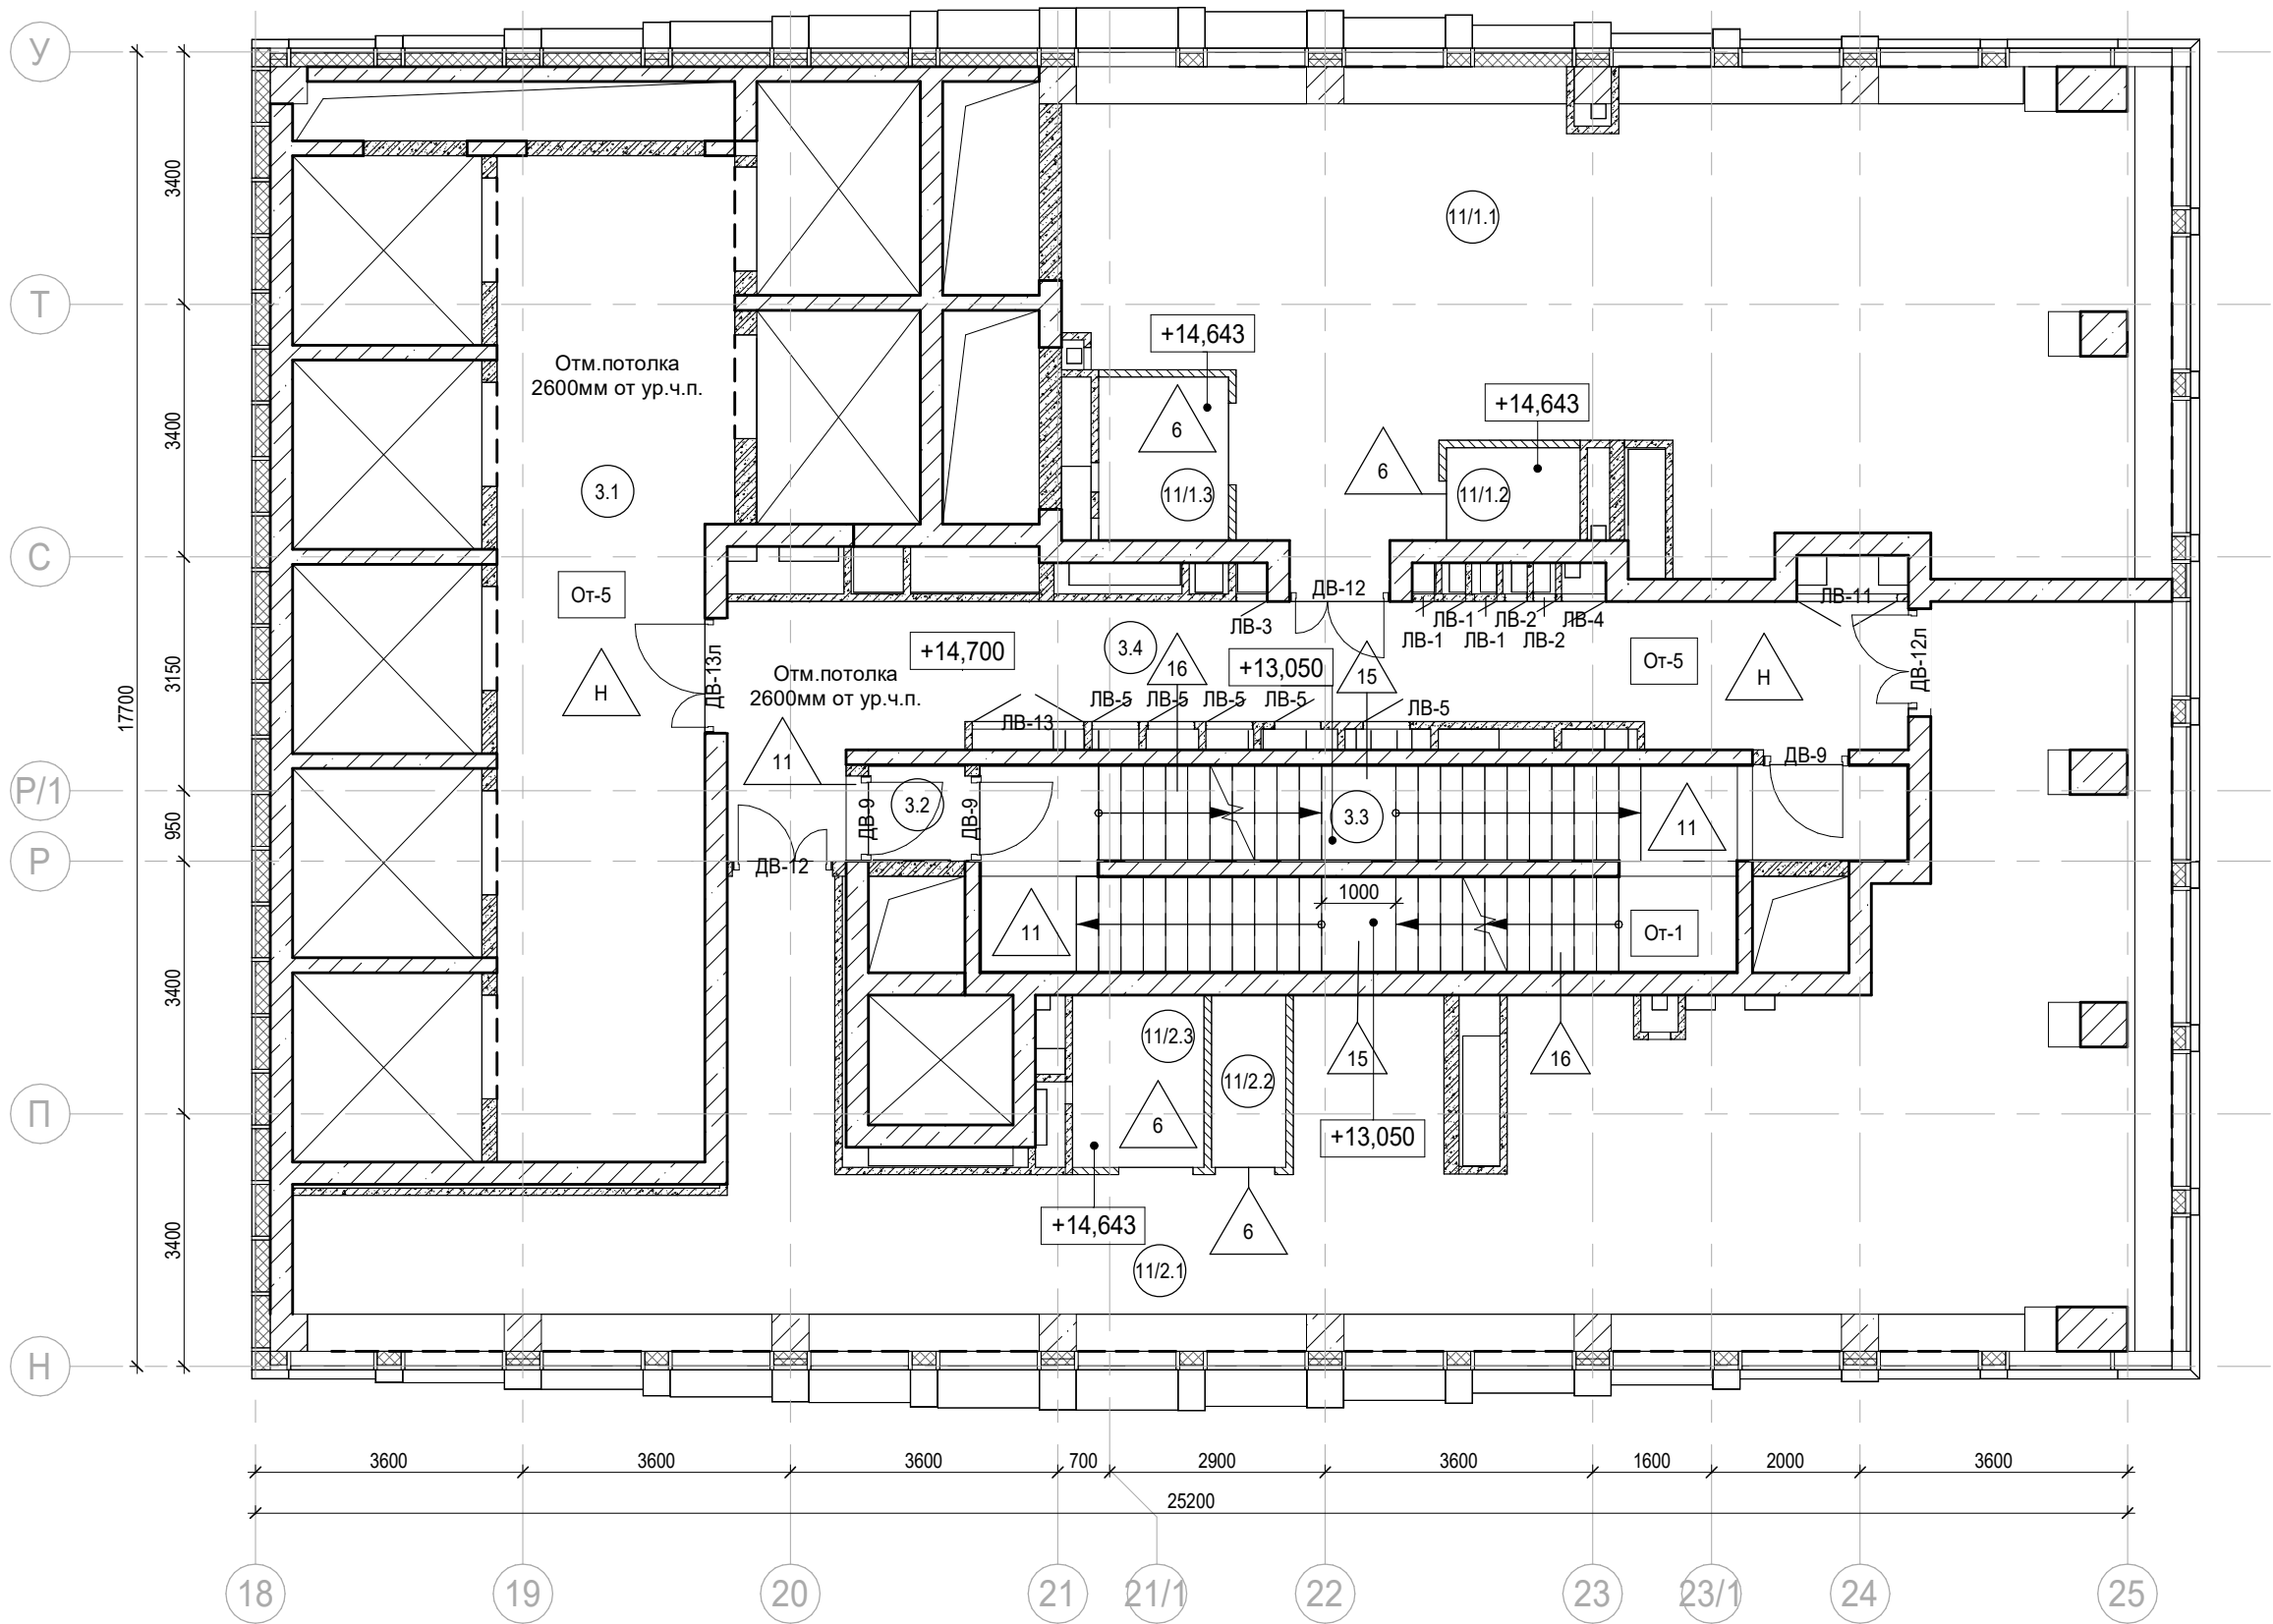 У
Т
С
Р/1
Р
П
Н
17700
3400
3400
3150
950
3400
3400
11/1.1
+14,643
6
11/1.3
+14,643
6
11/1.2
Отм.потолка
2600мм от ур.ч.п.
3.1
От-5
Н
ДВ-13л
+14,700
Отм.потолка
2600мм от ур.ч.п.
3.4
16
ЛВ-3
ДВ-12
+13,050
15
ЛВ-1
ЛВ-1
ЛВ-1
ЛВ-2
ЛВ-2
ЛВ-4
От-5
Н
ЛВ-11
ДВ-12л
ЛВ-13
ЛВ-5
ЛВ-5
ЛВ-5
ЛВ-5
ЛВ-5
11
ДВ-9
3.2
ДВ-9
3.3
11
ДВ-9
ДВ-12
11
1000
От-1
11/2.3
11/2.2
15
16
6
+13,050
+14,643
6
11/2.1
3600
3600
3600
700
2900
3600
1600
2000
3600
25200
18
19
20
21
21/1
22
23
23/1
24
25